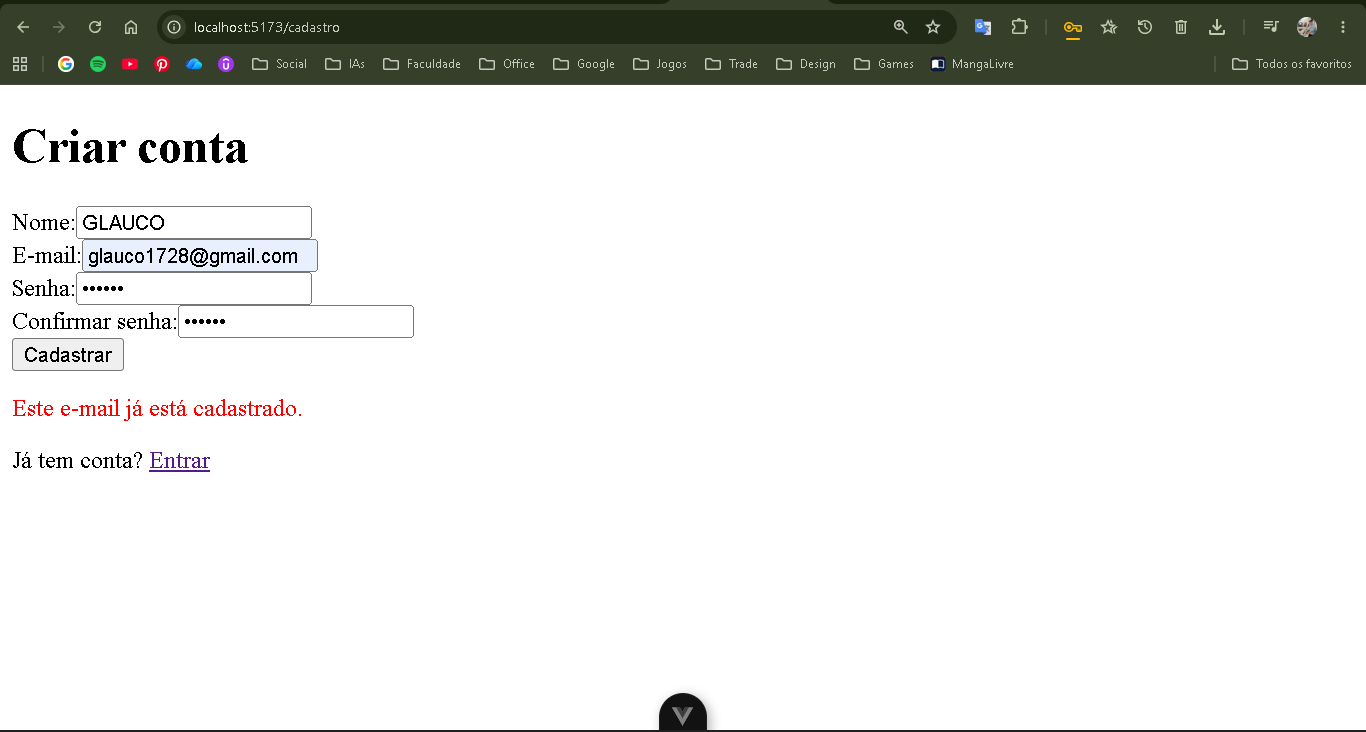 localhost:5173/cadastro
Social IAs Faculdade Office Google Jogos Trade Design Games MangaLivre Todos os favoritos
Criar conta
Nome: GLAUCO
E-mail: glauco1728@gmail.com
Senha: ••••••
Confirmar senha: ••••••
Cadastrar
Este e-mail já está cadastrado.
Já tem conta? Entrar